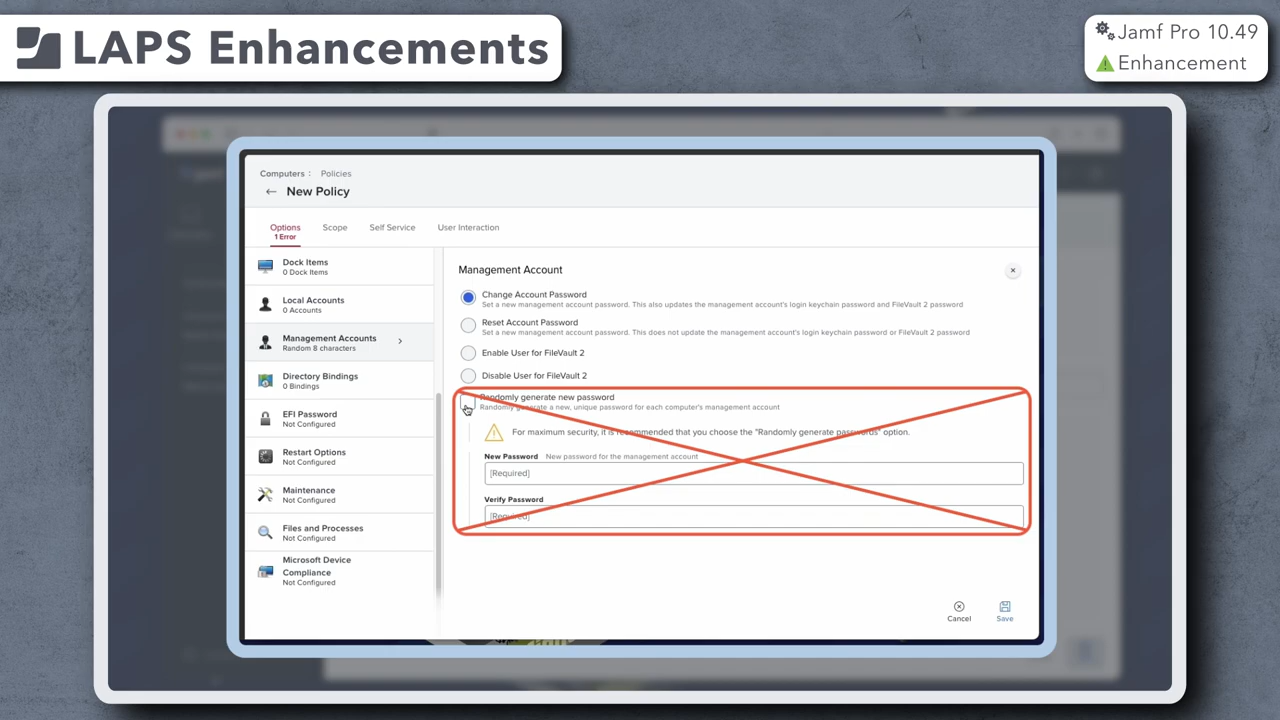 LAPS Enhancements
Jamf Pro 10.49
Enhancement
Computers : Policies
← New Policy
Options
1 Error
Scope
Self Service
User Interaction
Dock Items
0 Dock Items
Local Accounts
0 Accounts
Management Accounts
Random 8 characters
Directory Bindings
0 Bindings
EFI Password
Not Configured
Restart Options
Not Configured
Maintenance
Not Configured
Files and Processes
Not Configured
Microsoft Device
Compliance
Not Configured
Management Account
Change Account Password
Set a new management account password. This also updates the management account's login keychain password and FileVault 2 password
Reset Account Password
Set a new management account password. This does not update the management account's login keychain password or FileVault 2 password
Enable User for FileVault 2
Disable User for FileVault 2
Randomly generate new password
Randomly generate a new, unique password for each computer's management account
For maximum security, it is recommended that you choose the "Randomly generate passwords" option.
New Password New password for the management account
[Required]
Verify Password
[Required]
Cancel
Save